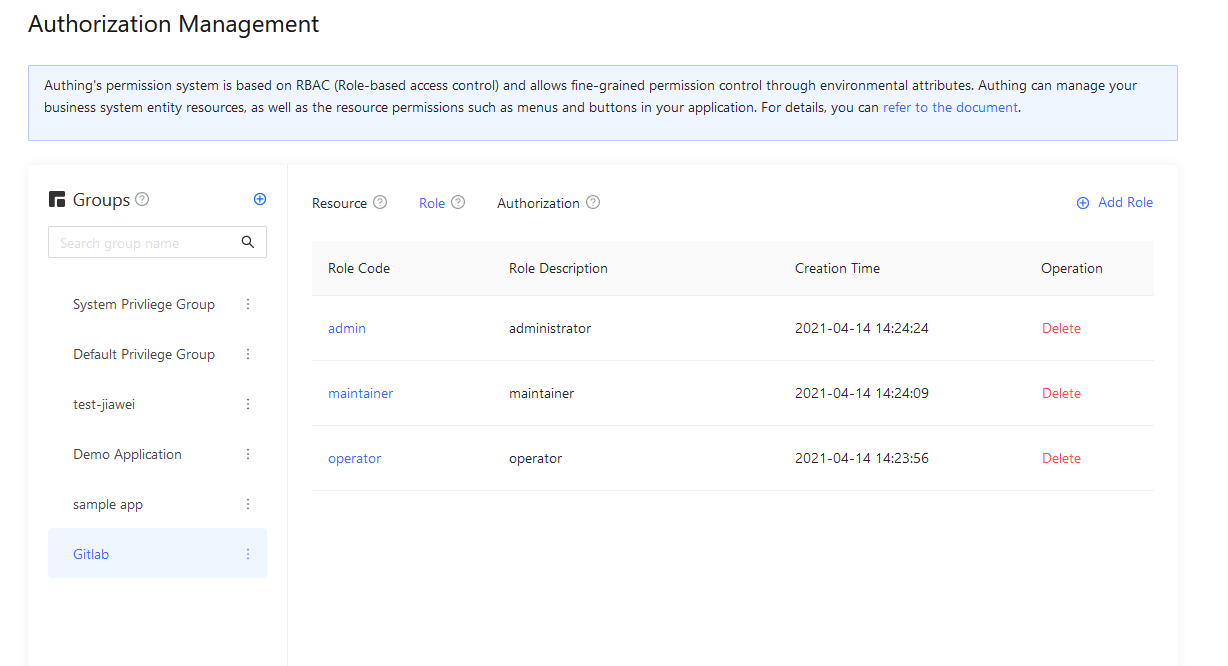 Authorization Management
Authing's permission system is based on RBAC (Role-based access control) and allows fine-grained permission control through environmental attributes. Authing can manage your
business system entity resources, as well as the resource permissions such as menus and buttons in your application. For details, you can refer to the document.
Groups ?
Search group name
System Privliege Group
Default Privilege Group
test-jiawei
Demo Application
sample app
Gitlab
Resource ? Role ? Authorization ? Add Role
Role Code Role Description Creation Time Operation
admin administrator 2021-04-14 14:24:24 Delete
maintainer maintainer 2021-04-14 14:24:09 Delete
operator operator 2021-04-14 14:23:56 Delete